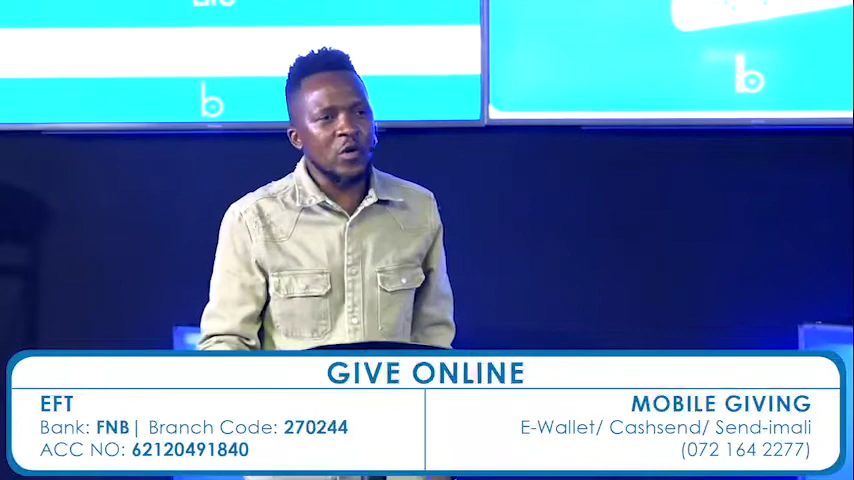 b
b
GIVE ONLINE
EFT
Bank: FNB| Branch Code: 270244
ACC NO: 62120491840
MOBILE GIVING
E-Wallet/ Cashsend/ Send-imali
(072 164 2277)